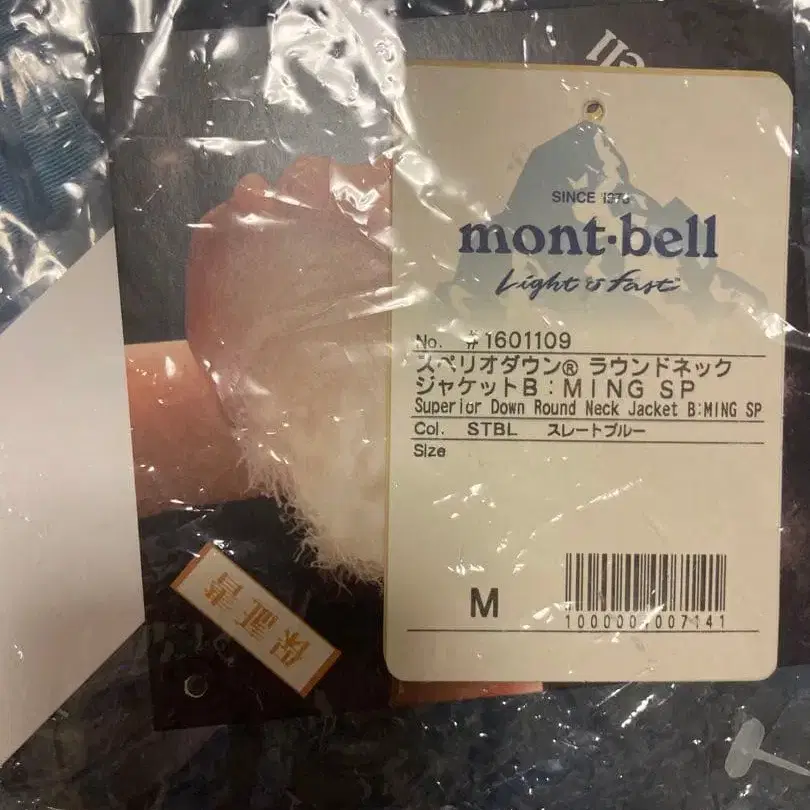 SINCE 1975
mont·bell
Light & Fast
No. #1601109
スペリオダウン® ラウンドネック
ジャケットB:MING SP
Superior Down Round Neck Jacket B:MING SP
Col. STBL スレートブルー
Size
M
保証書